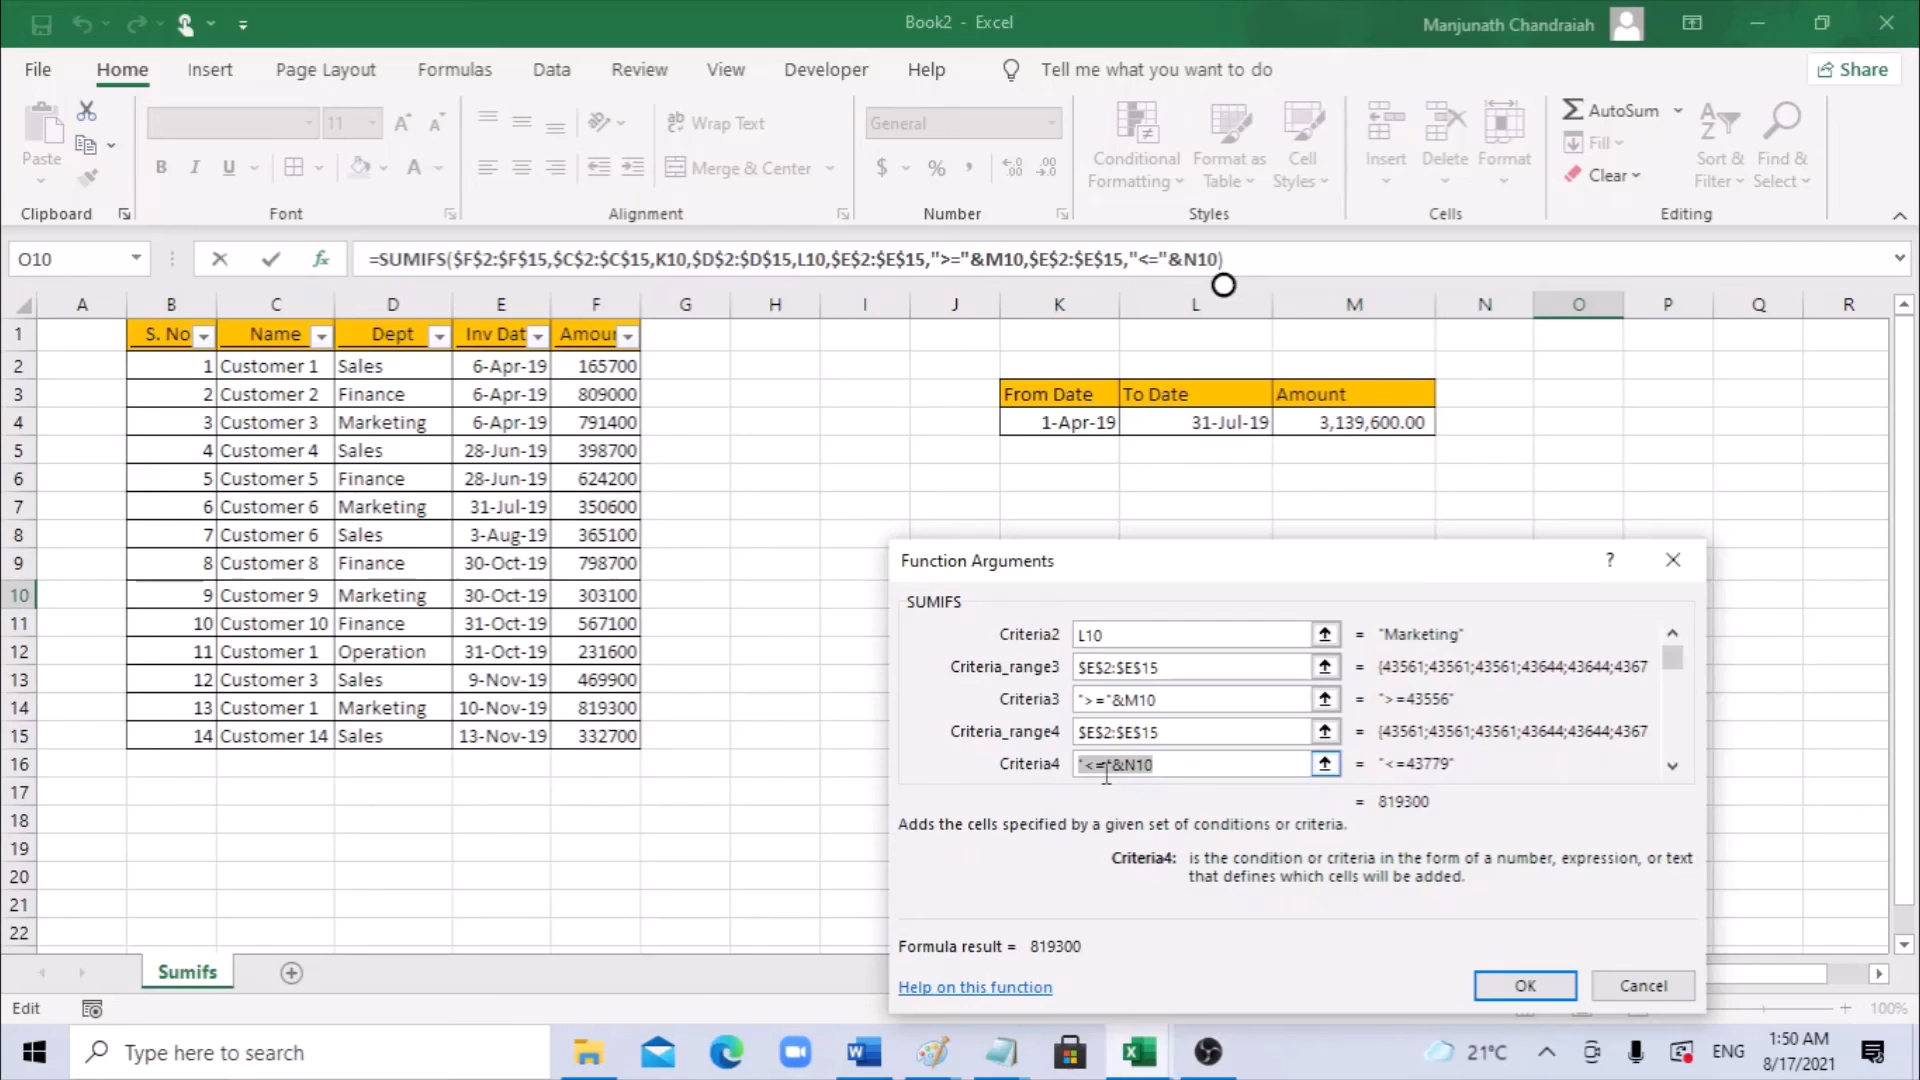 Book2 - Excel
Manjunath Chandraiah
File Home Insert Page Layout Formulas Data Review View Developer Help Tell me what you want to do Share
Paste
11
Wrap Text
General
Conditional Formatting
Format as Table
Cell Styles
Insert Delete Format
AutoSum
Fill
Clear
Sort & Filter
Find & Select
B I U A
Merge & Center
$ % ,
Clipboard Font Alignment Number Styles Cells Editing
O10 fx =SUMIFS($F$2:$F$15,$C$2:$C$15,K10,$D$2:$D$15,L10,$E$2:$E$15,">="&M10,$E$2:$E$15,"<="&N10)
A B C D E F G H I J K L M N O P Q R
1 S. No Name Dept Inv Dat Amour
2 1 Customer 1 Sales 6-Apr-19 165700
3 2 Customer 2 Finance 6-Apr-19 809000 From Date To Date Amount
4 3 Customer 3 Marketing 6-Apr-19 791400 1-Apr-19 31-Jul-19 3,139,600.00
5 4 Customer 4 Sales 28-Jun-19 398700
6 5 Customer 5 Finance 28-Jun-19 624200
7 6 Customer 6 Marketing 31-Jul-19 350600
8 7 Customer 6 Sales 3-Aug-19 365100
9 8 Customer 8 Finance 30-Oct-19 798700
10 9 Customer 9 Marketing 30-Oct-19 303100
11 10 Customer 10 Finance 31-Oct-19 567100
12 11 Customer 1 Operation 31-Oct-19 231600
13 12 Customer 3 Sales 9-Nov-19 469900
14 13 Customer 1 Marketing 10-Nov-19 819300
15 14 Customer 14 Sales 13-Nov-19 332700
16
17
18
19
20
21
22
Function Arguments ?
SUMIFS
Criteria2 L10 = "Marketing"
Criteria_range3 $E$2:$E$15 = {43561;43561;43561;43644;43644;4367
Criteria3 ">="&M10 = ">=43556"
Criteria_range4 $E$2:$E$15 = {43561;43561;43561;43644;43644;4367
Criteria4 "<="&N10 = "<=43779"
= 819300
Adds the cells specified by a given set of conditions or criteria.
Criteria4: is the condition or criteria in the form of a number, expression, or text
that defines which cells will be added.
Formula result = 819300
Help on this function
OK Cancel
Sumifs
Edit
100%
Type here to search
21°C
ENG
1:50 AM
8/17/2021